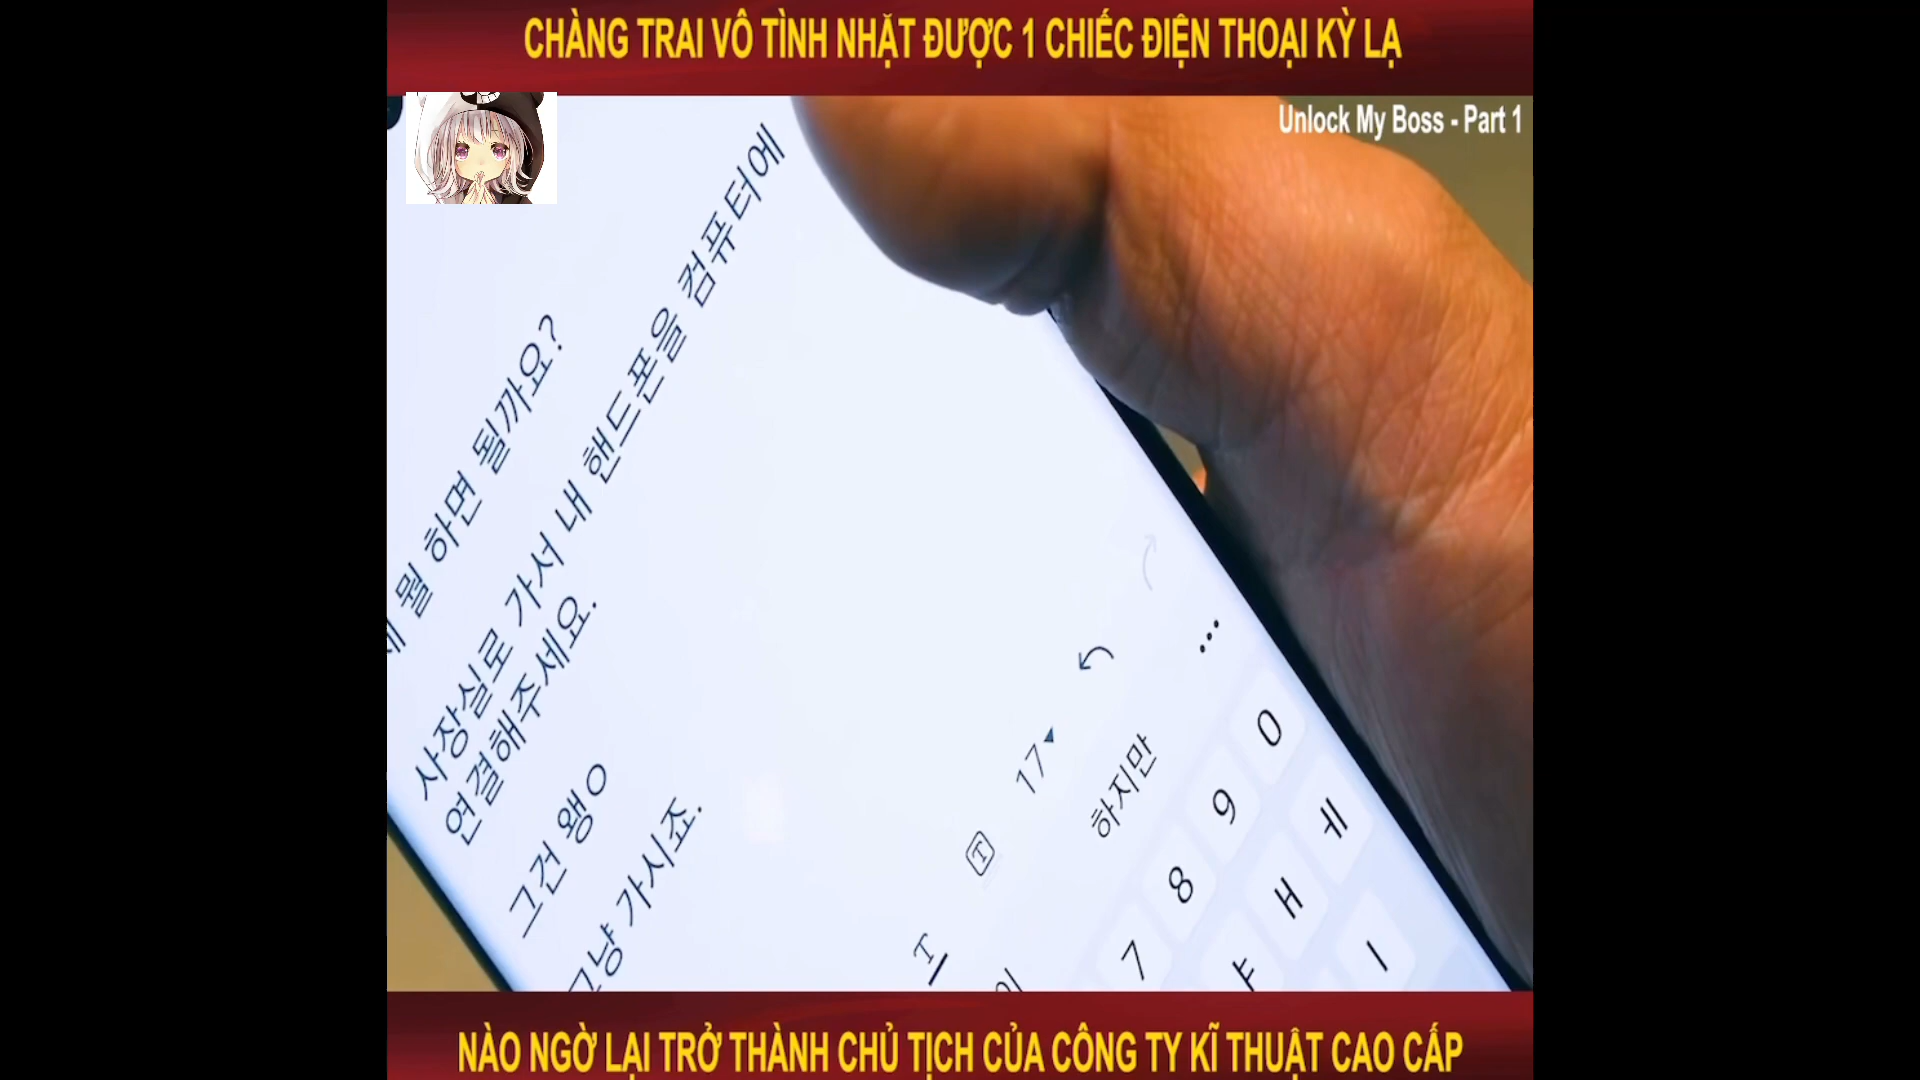 CHÀNG TRAI VÔ TÌNH NHẶT ĐƯỢC 1 CHIẾC ĐIỆN THOẠI KỲ LẠ
Unlock My Boss - Part 1
뭘 하면 될까요?
사장실로 가서 내 핸드폰을 컴퓨터에
연결해주세요.
그건 왱ㅇ
그냥 가시죠.
17
하지만
7 8 9 0
ㅑ ㅐ ㅔ
ㅣ
NÀO NGỜ LẠI TRỞ THÀNH CHỦ TỊCH CỦA CÔNG TY KĨ THUẬT CAO CẤP